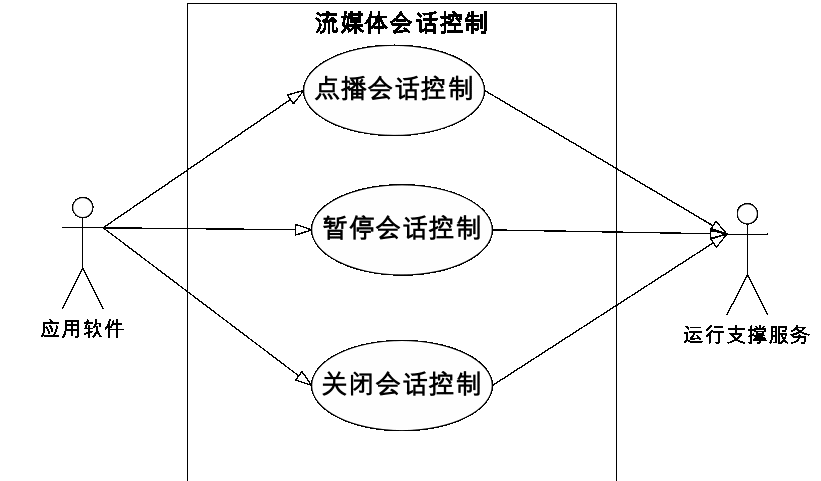 流媒体会话控制
点播会话控制
暂停会话控制
应用软件
运行支撑服务
关闭会话控制